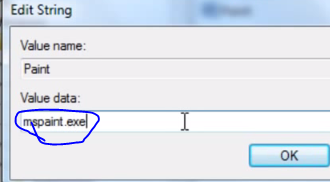 Edit String
Value name:
Paint
Value data:
mspaint.exe
OK